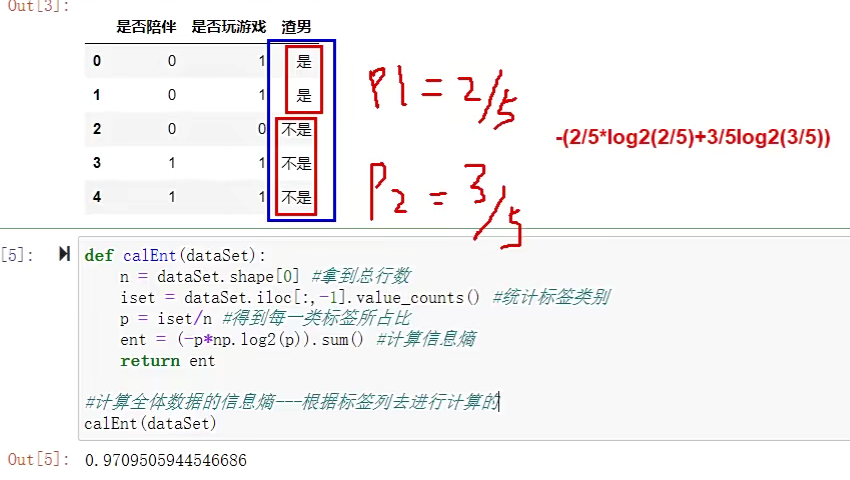 Out[3]:
是否陪伴 是否玩游戏 渣男
0 0 1 是
1 0 1 是
2 0 0 不是
3 1 1 不是
4 1 1 不是
P1 = 2/5
P2 = 3/5
-(2/5*log2(2/5)+3/5log2(3/5))
[5]:
def calEnt(dataSet):
n = dataSet.shape[0] #拿到总行数
iset = dataSet.iloc[:,-1].value_counts() #统计标签类别
p = iset/n #得到每一类标签所占比
ent = (-p*np.log2(p)).sum() #计算信息熵
return ent
#计算全体数据的信息熵---根据标签列去进行计算的
calEnt(dataSet)
Out[5]: 0.9709505944546686